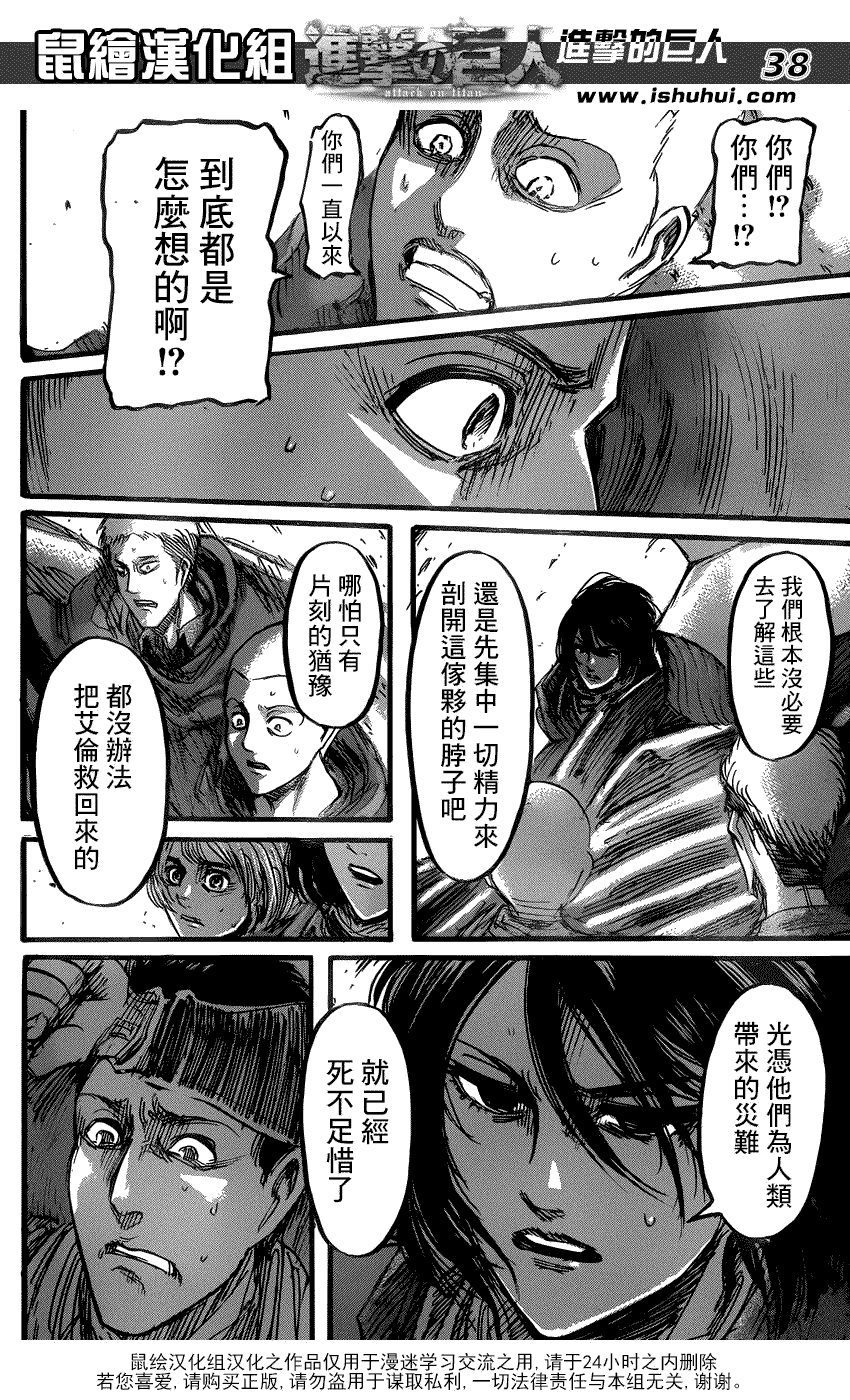 鼠繪漢化組
進撃の巨人
attack on titan
進擊的巨人
38
www.ishuhui.com
你們!?
你們…!?
你們一直以來
到底都是
怎麼想的啊!?
我們根本沒必要
去了解這些
還是先集中一切精力來
剖開這傢夥的脖子吧
哪怕只有
片刻的猶豫
都沒辦法
把艾倫救回來的
光憑他們為人類
帶來的災難
就已經
死不足惜了
鼠绘汉化组汉化之作品仅用于漫迷学习交流之用, 请于24小时之内删除
若您喜爱, 请购买正版, 请勿盗用于谋取私利, 一切法律责任与本组无关, 谢谢。